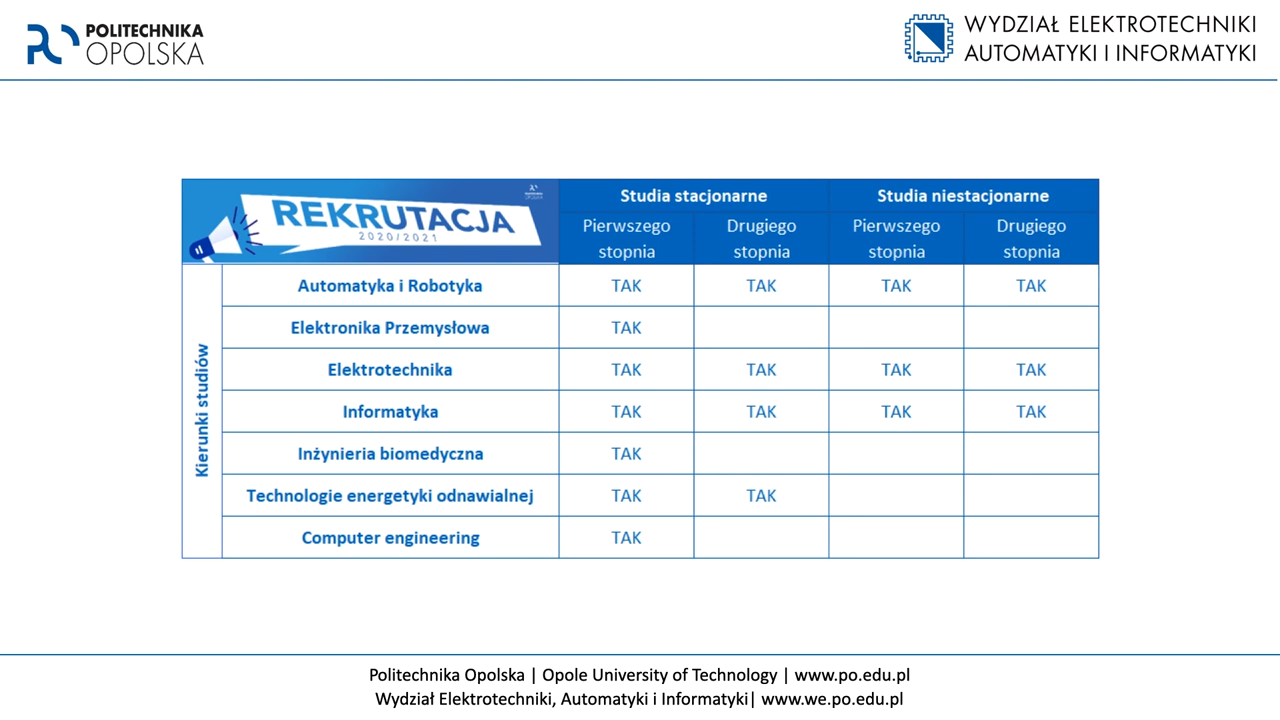 POLITECHNIKA
OPOLSKA
WYDZIAŁ ELEKTROTECHNIKI
AUTOMATYKI I INFORMATYKI
REKRUTACJA
2020/2021
Studia stacjonarne
Studia niestacjonarne
Pierwszego stopnia
Drugiego stopnia
Pierwszego stopnia
Drugiego stopnia
Kierunki studiów
Automatyka i Robotyka TAK TAK TAK TAK
Elektronika Przemysłowa TAK
Elektrotechnika TAK TAK TAK TAK
Informatyka TAK TAK TAK TAK
Inżynieria biomedyczna TAK
Technologie energetyki odnawialnej TAK TAK
Computer engineering TAK
Politechnika Opolska | Opole University of Technology | www.po.edu.pl
Wydział Elektrotechniki, Automatyki i Informatyki| www.we.po.edu.pl